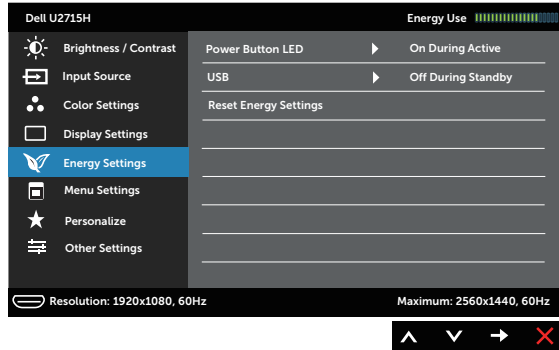 Dell U2715H Energy Use
Brightness / Contrast Power Button LED On During Active
Input Source USB Off During Standby
Color Settings Reset Energy Settings
Display Settings
Energy Settings
Menu Settings
Personalize
Other Settings
Resolution: 1920x1080, 60Hz Maximum: 2560x1440, 60Hz